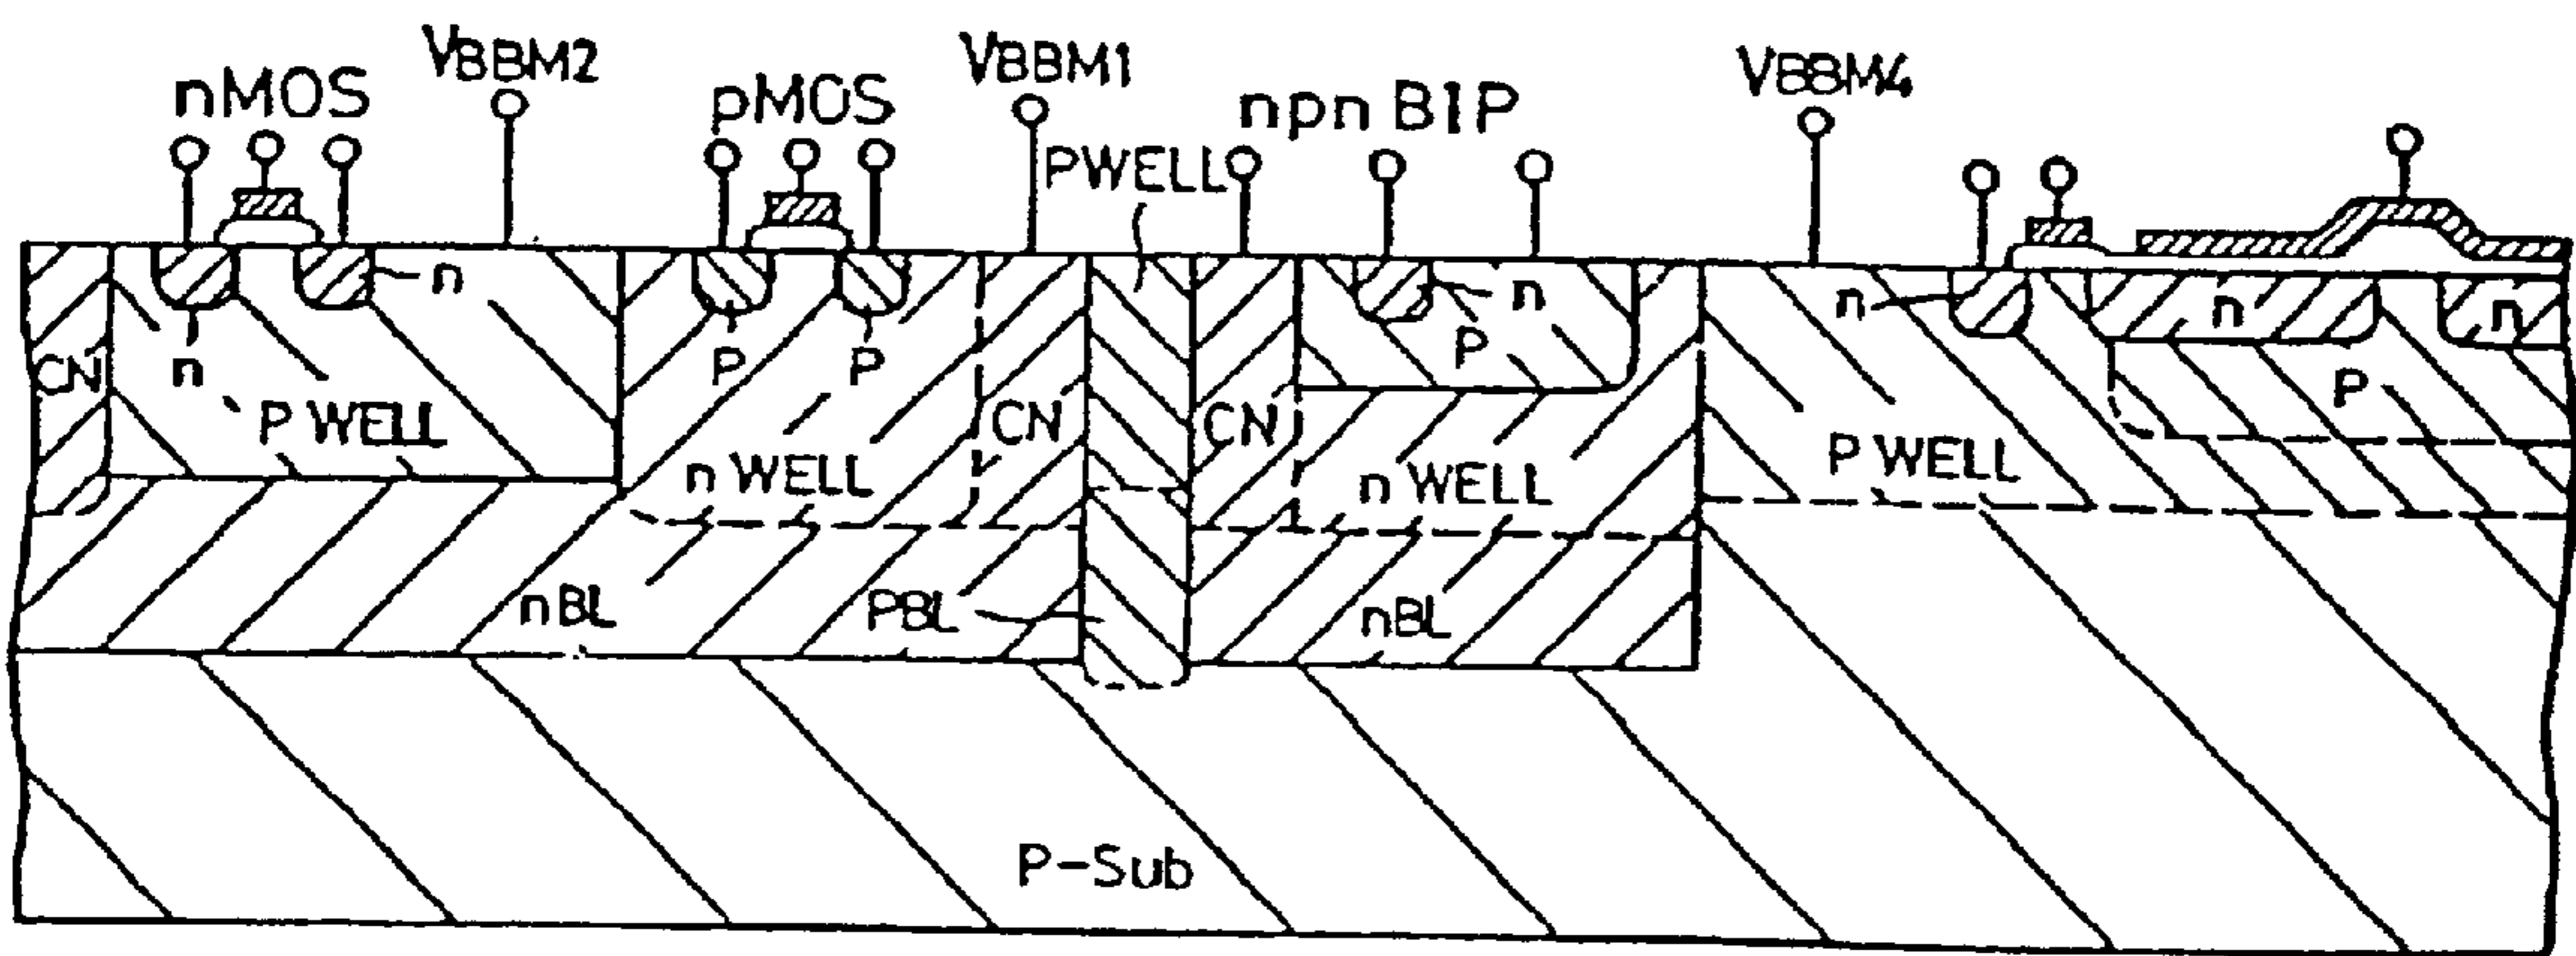 VBBM2
VBBM1
VBBM4
nMOS
pMOS
npn BIP
PWELL
n
n
n
n
n
n
P
P
P
P
CN
P WELL
CN
CN
n WELL
n WELL
P WELL
nBL
PBL
nBL
P-Sub